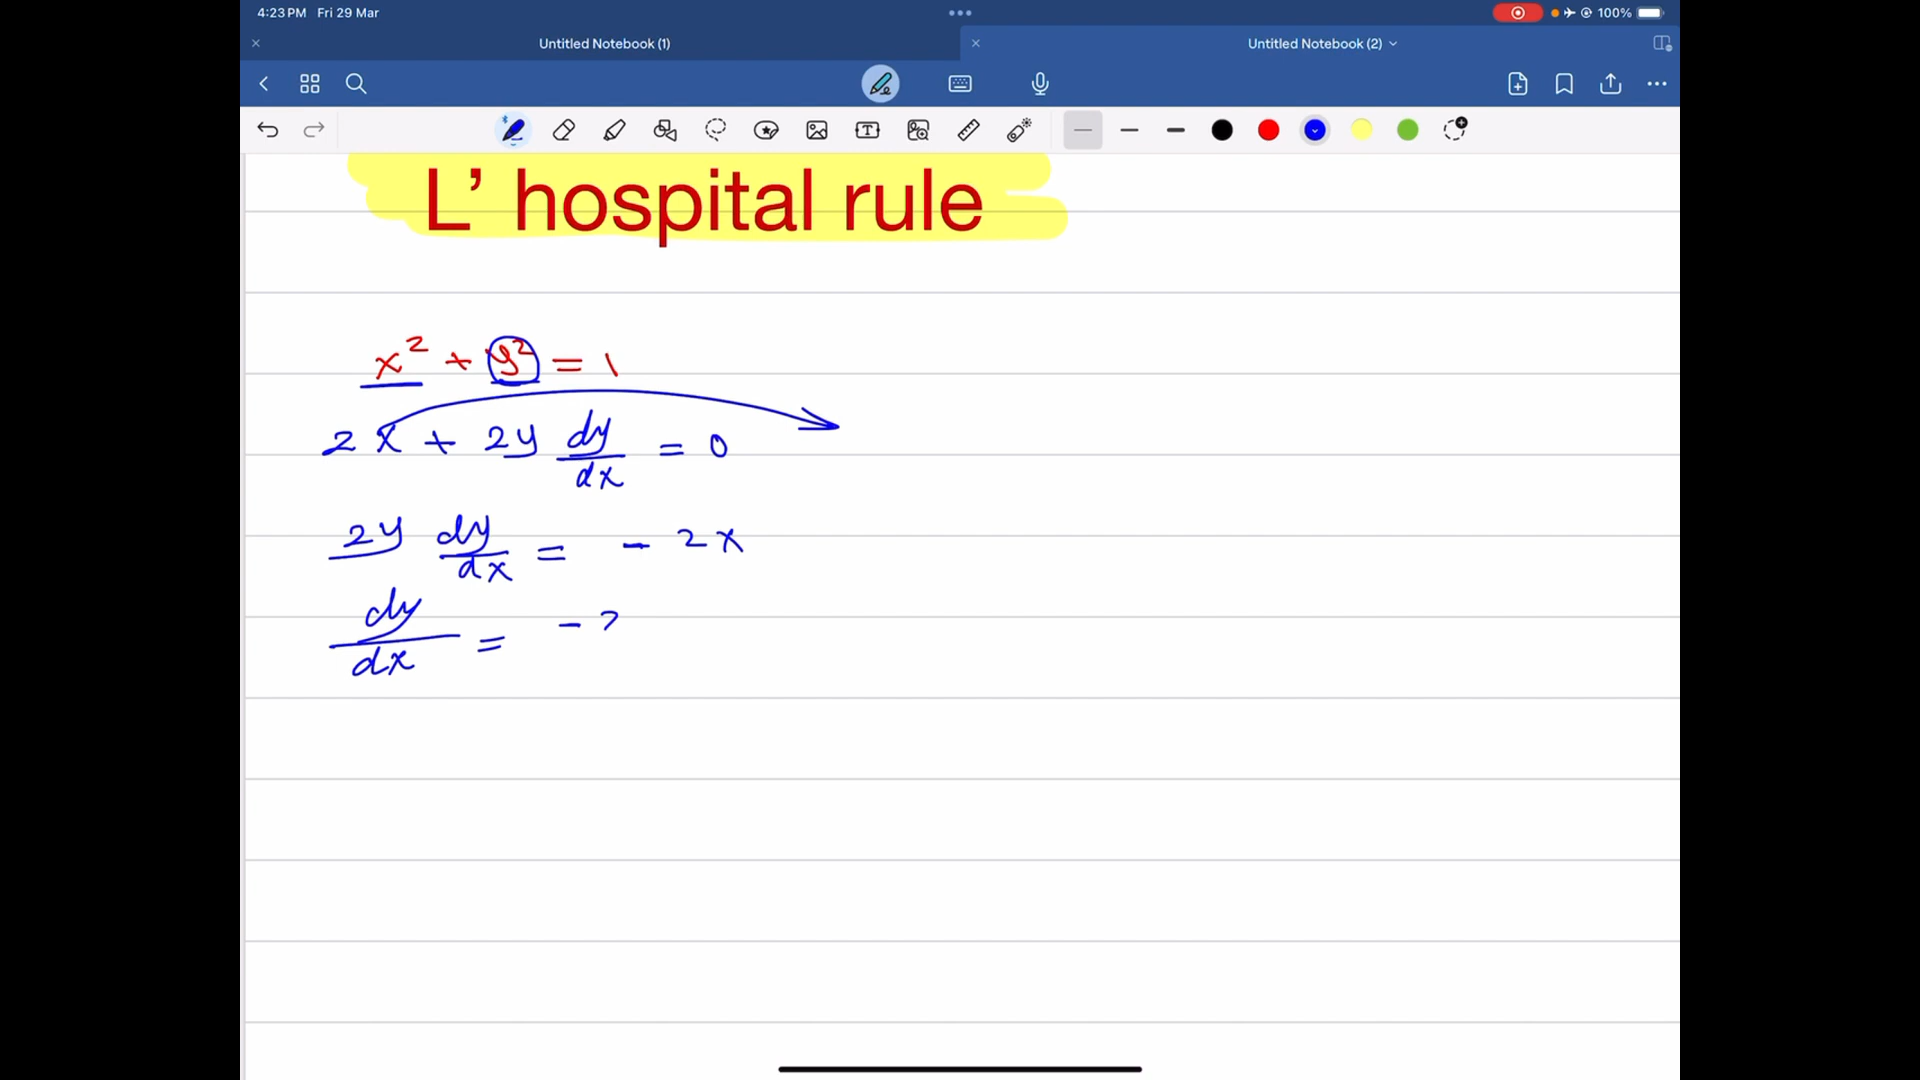 4:23 PM Fri 29 Mar
100%
Untitled Notebook (1)
Untitled Notebook (2)
L’ hospital rule
x² + y² = 1
2x + 2y dy/dx = 0
2y dy/dx = - 2x
dy/dx = - 2